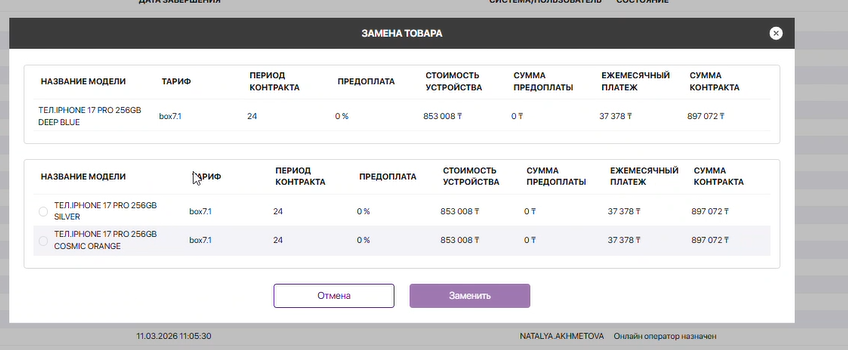 ДАТА ЗАВЕРШЕНИЯ СИСТЕМА/ПОЛЬЗОВАТЕЛЬ СОСТОЯНИЕ
ЗАМЕНА ТОВАРА
НАЗВАНИЕ МОДЕЛИ ТАРИФ ПЕРИОД КОНТРАКТА ПРЕДОПЛАТА СТОИМОСТЬ УСТРОЙСТВА СУММА ПРЕДОПЛАТЫ ЕЖЕМЕСЯЧНЫЙ ПЛАТЕЖ СУММА КОНТРАКТА
ТЕЛ.IPHONE 17 PRO 256GB DEEP BLUE box7.1 24 0 % 853 008 ₸ 0 ₸ 37 378 ₸ 897 072 ₸
НАЗВАНИЕ МОДЕЛИ ТАРИФ ПЕРИОД КОНТРАКТА ПРЕДОПЛАТА СТОИМОСТЬ УСТРОЙСТВА СУММА ПРЕДОПЛАТЫ ЕЖЕМЕСЯЧНЫЙ ПЛАТЕЖ СУММА КОНТРАКТА
ТЕЛ.IPHONE 17 PRO 256GB SILVER box7.1 24 0 % 853 008 ₸ 0 ₸ 37 378 ₸ 897 072 ₸
ТЕЛ.IPHONE 17 PRO 256GB COSMIC ORANGE box7.1 24 0 % 853 008 ₸ 0 ₸ 37 378 ₸ 897 072 ₸
Отмена Заменить
11.03.2026 11:05:30 NATALYA.AKHMETOVA Онлайн оператор назначен